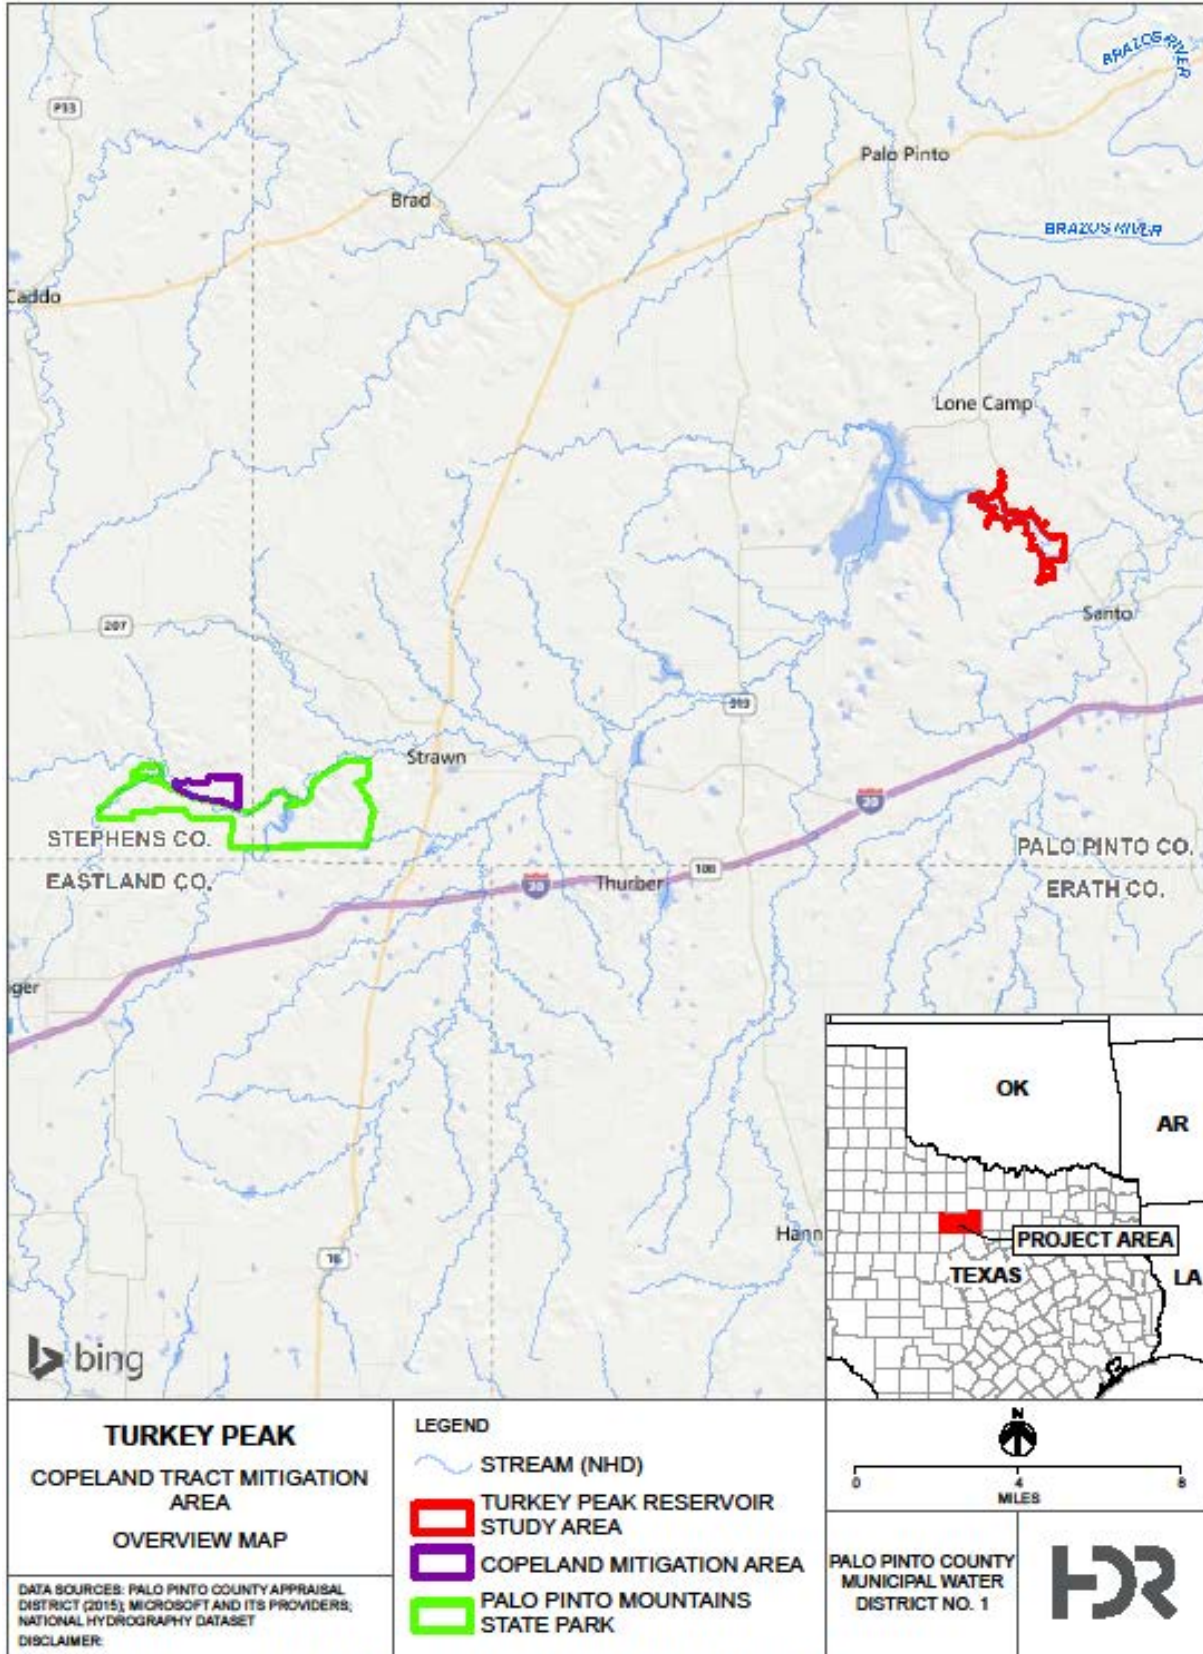 BRAZOS RIVER
P33
Palo Pinto
Brad
BRAZOS RIVER
Caddo
Lone Camp
Santo
207
313
Strawn
20
STEPHENS CO.
PALO PINTO CO.
EASTLAND CO.
20
Thurber
108
ERATH CO.
ger
OK
AR
Hann
PROJECT AREA
16
TEXAS
LA
bing
TURKEY PEAK
COPELAND TRACT MITIGATION
AREA
OVERVIEW MAP
DATA SOURCES: PALO PINTO COUNTY APPRAISAL
DISTRICT (2015); MICROSOFT AND ITS PROVIDERS;
NATIONAL HYDROGRAPHY DATASET
DISCLAIMER:
LEGEND
STREAM (NHD)
TURKEY PEAK RESERVOIR
STUDY AREA
COPELAND MITIGATION AREA
PALO PINTO MOUNTAINS
STATE PARK
N
0 4 8
MILES
PALO PINTO COUNTY
MUNICIPAL WATER
DISTRICT NO. 1
HDR